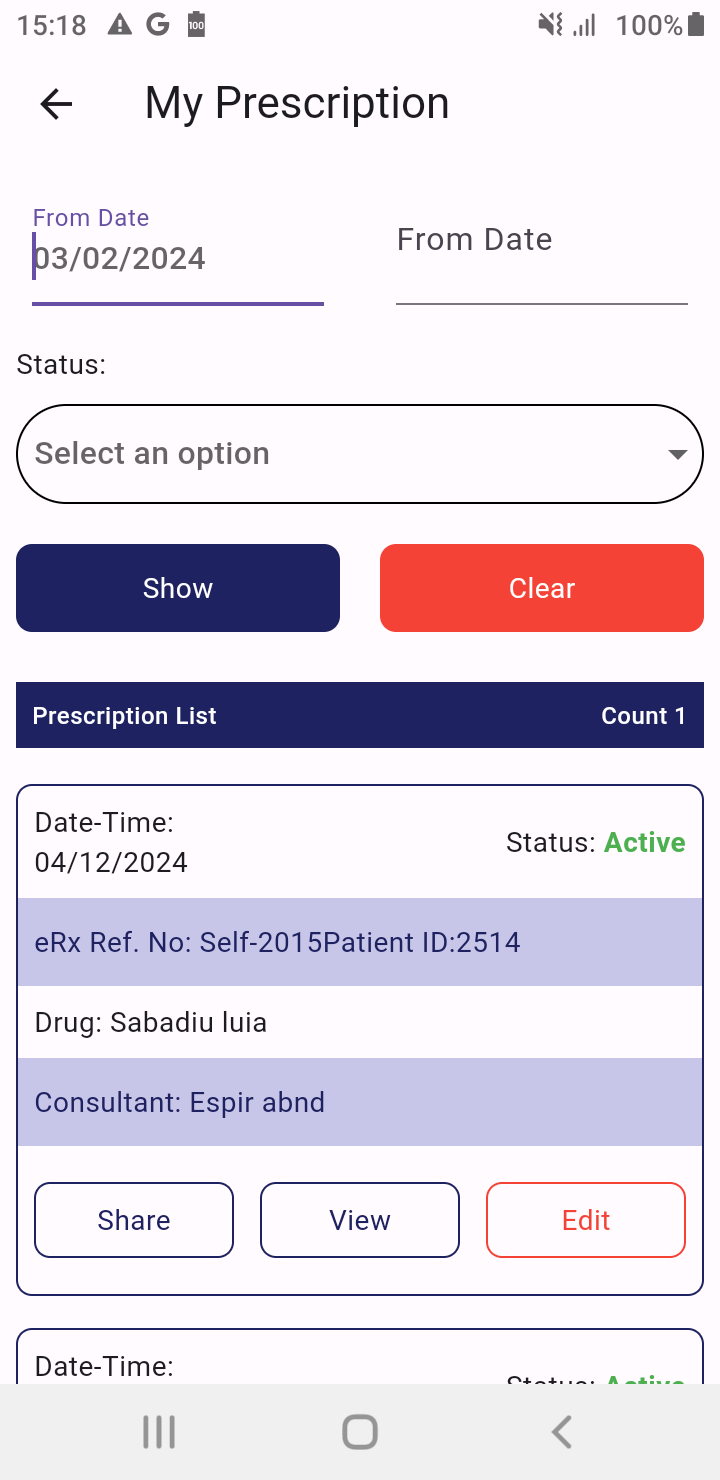 15:18 G 100 100%
My Prescription
From Date
03/02/2024
From Date
Status:
Select an option
Show Clear
Prescription List Count 1
Date-Time:
04/12/2024
Status: Active
eRx Ref. No: Self-2015Patient ID:2514
Drug: Sabadiu luia
Consultant: Espir abnd
Share View Edit
Date-Time:
Status: Active